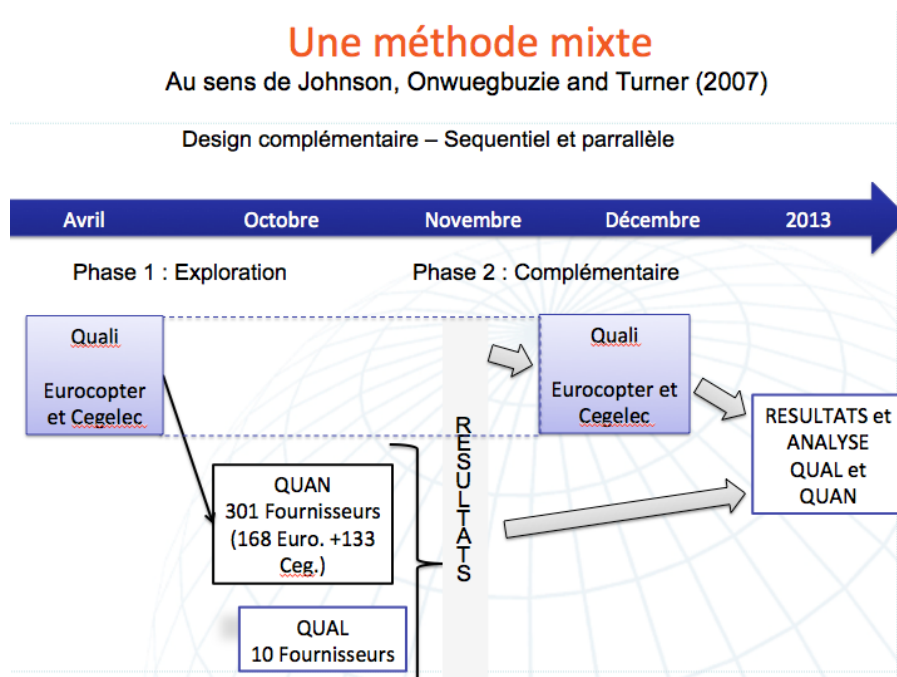 Une méthode mixte
Au sens de Johnson, Onwuegbuzie and Turner (2007)
Design complémentaire – Sequentiel et parrallèle
Avril Octobre Novembre Décembre 2013
Phase 1 : Exploration Phase 2 : Complémentaire
Quali
Eurocopter
et Cegelec
QUAN
301 Fournisseurs
(168 Euro. +133
Ceg.)
QUAL
10 Fournisseurs
RESULTATS
Quali
Eurocopter et
Cegelec
RESULTATS et
ANALYSE
QUAL et
QUAN